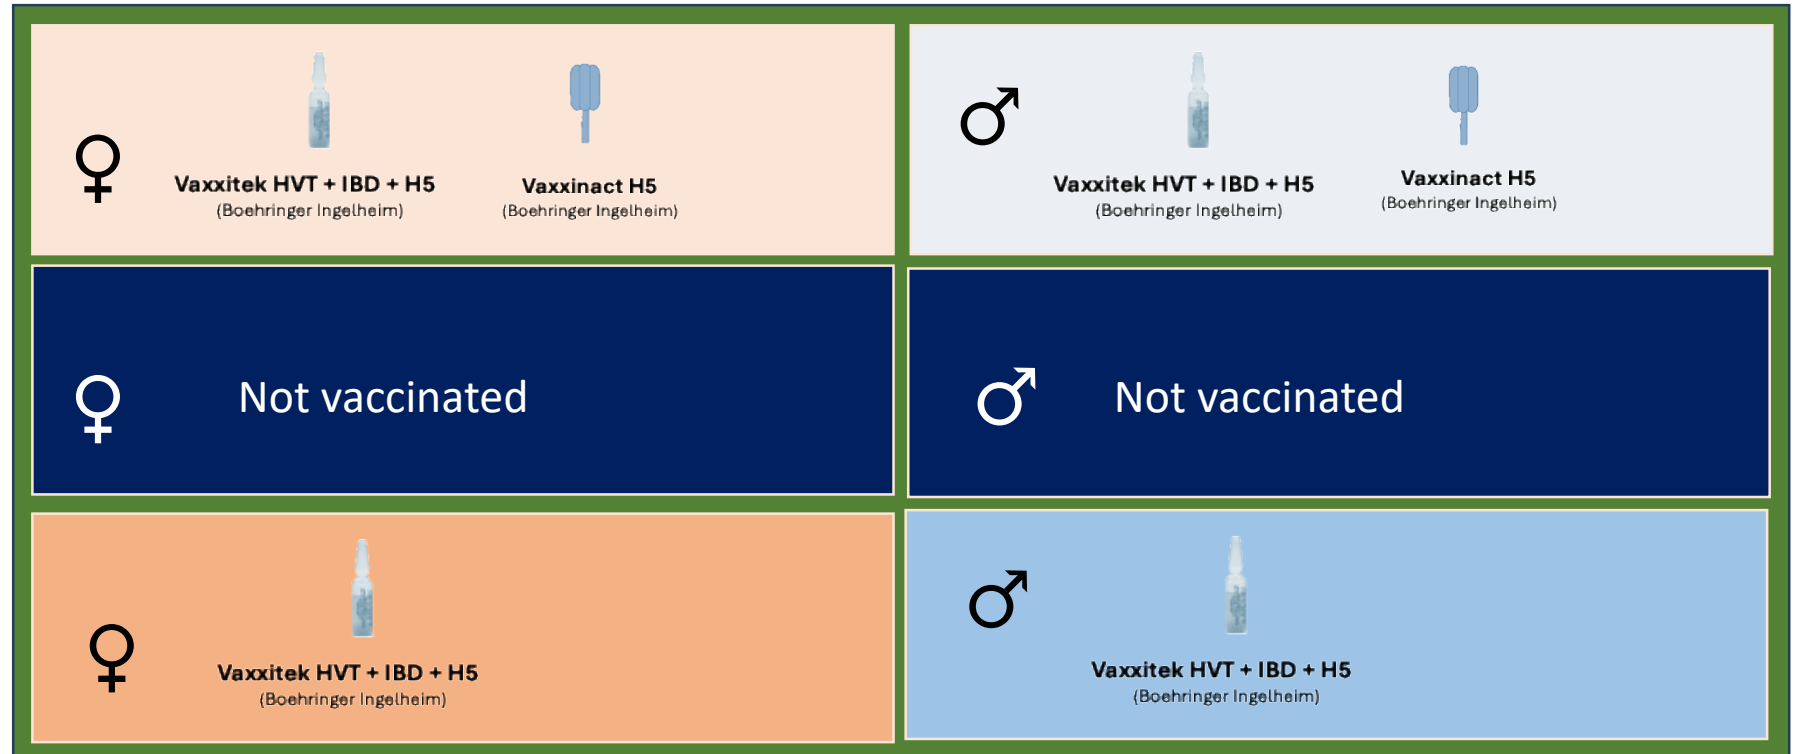 ♀
Vaxxitek HVT + IBD + H5
(Boehringer Ingelheim)
Vaxxinact H5
(Boehringer Ingelheim)
♂
Vaxxitek HVT + IBD + H5
(Boehringer Ingelheim)
Vaxxinact H5
(Boehringer Ingelheim)
♀
Not vaccinated
♂
Not vaccinated
♀
Vaxxitek HVT + IBD + H5
(Boehringer Ingelheim)
♂
Vaxxitek HVT + IBD + H5
(Boehringer Ingelheim)